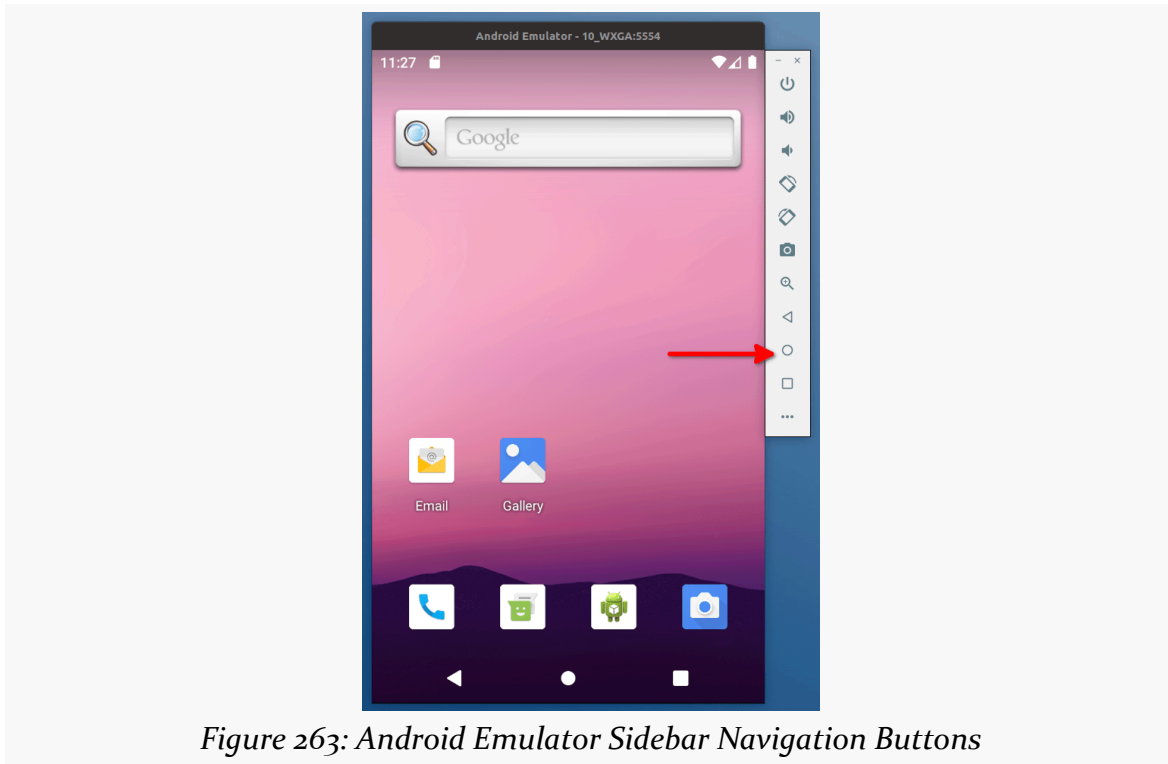 Android Emulator - 10_WXGA:5554
11:27
Google
Email
Gallery
Figure 263: Android Emulator Sidebar Navigation Buttons